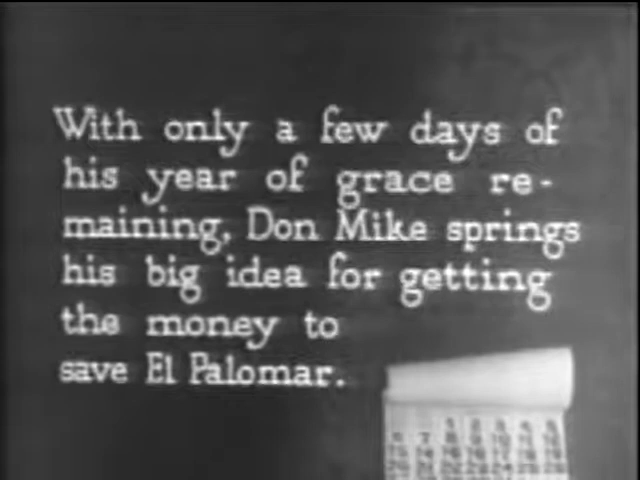 With only a few days of
his year of grace re-
maining, Don Mike springs
his big idea for getting
the money to
save El Palomar.